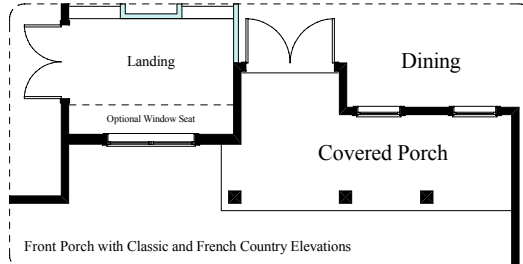 Landing
Dining
Optional Window Seat
Covered Porch
Front Porch with Classic and French Country Elevations